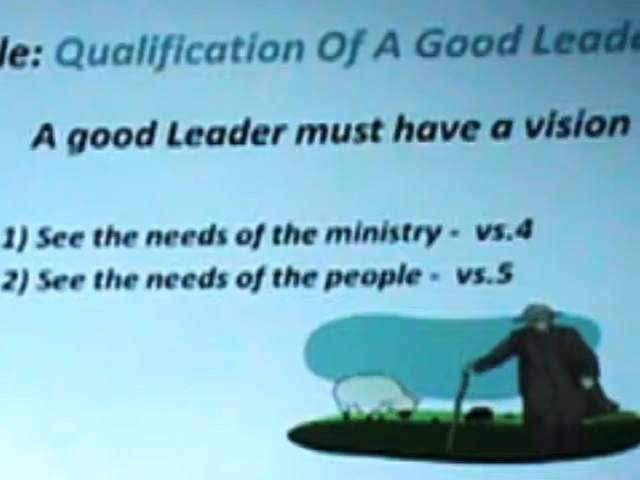 le: Qualification Of A Good Leade
A good Leader must have a vision
1) See the needs of the ministry - vs.4
2) See the needs of the people - vs.5